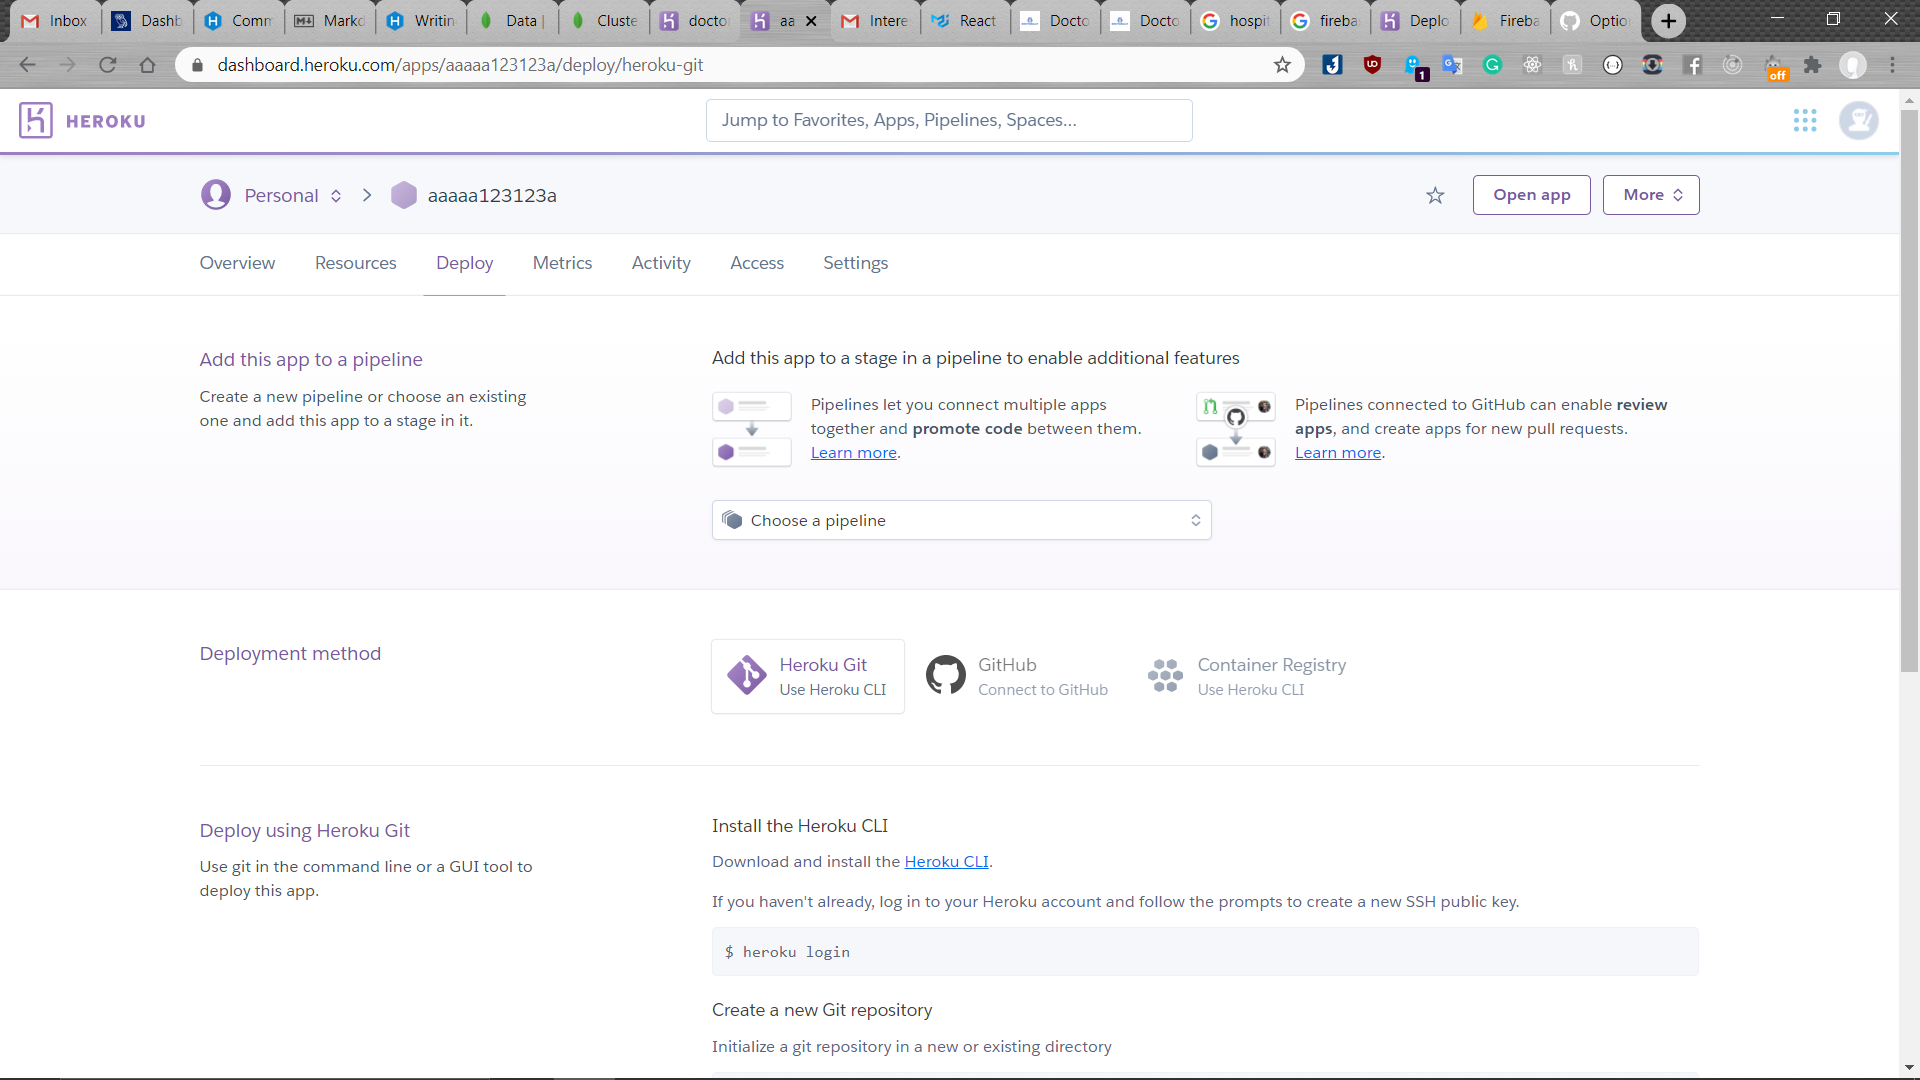 Inbox
Dashb
Comm
Markd
Writin
Data |
Cluste
docto
aa
Intere
React
Docto
Docto
hospit
fireba
Deplo
Fireba
Optio
dashboard.heroku.com/apps/aaaaa123123a/deploy/heroku-git
1
off
HEROKU
Jump to Favorites, Apps, Pipelines, Spaces...
Personal
aaaaa123123a
Open app
More
Overview
Resources
Deploy
Metrics
Activity
Access
Settings
Add this app to a pipeline
Create a new pipeline or choose an existing
one and add this app to a stage in it.
Add this app to a stage in a pipeline to enable additional features
Pipelines let you connect multiple apps
together and promote code between them.
Learn more.
Pipelines connected to GitHub can enable review
apps, and create apps for new pull requests.
Learn more.
Choose a pipeline
Deployment method
Heroku Git
Use Heroku CLI
GitHub
Connect to GitHub
Container Registry
Use Heroku CLI
Deploy using Heroku Git
Use git in the command line or a GUI tool to
deploy this app.
Install the Heroku CLI
Download and install the Heroku CLI.
If you haven't already, log in to your Heroku account and follow the prompts to create a new SSH public key.
$ heroku login
Create a new Git repository
Initialize a git repository in a new or existing directory